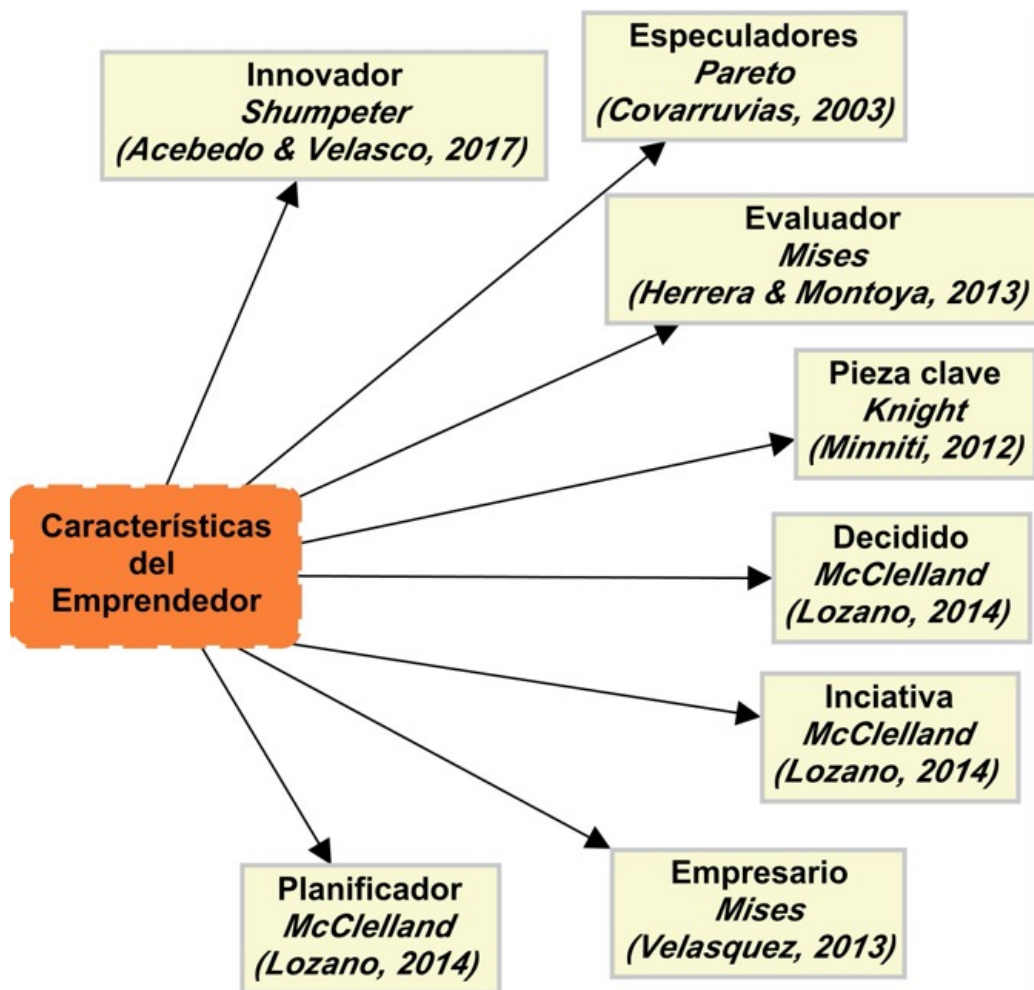 Especuladores
Pareto
(Covarruvias, 2003)
Innovador
Shumpeter
(Acebedo & Velasco, 2017)
Evaluador
Mises
(Herrera & Montoya, 2013)
Pieza clave
Knight
(Minniti, 2012)
Características
del
Emprendedor
Decidido
McClelland
(Lozano, 2014)
Inciativa
McClelland
(Lozano, 2014)
Empresario
Mises
(Velasquez, 2013)
Planificador
McClelland
(Lozano, 2014)